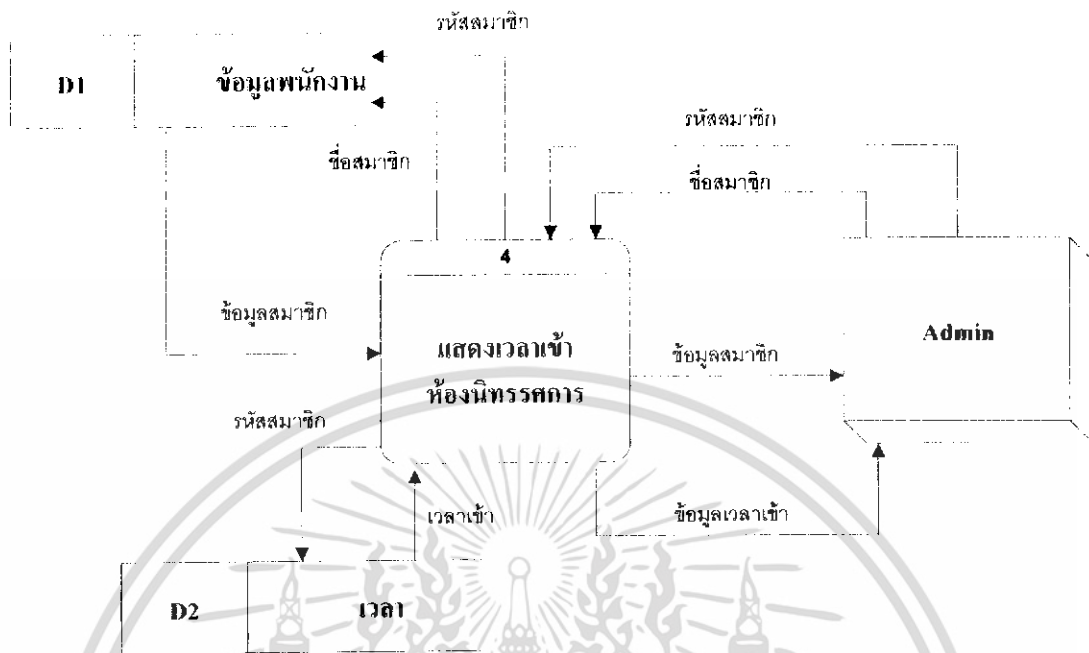 รหัสสมาชิก
D1 ข้อมูลพนักงาน
รหัสสมาชิก
ชื่อสมาชิก
ชื่อสมาชิก
4
ข้อมูลสมาชิก
แสดงเวลาเข้า
ห้องนิทรรศการ
Admin
ข้อมูลสมาชิก
รหัสสมาชิก
เวลาเข้า
ข้อมูลเวลาเข้า
D2 เวลา